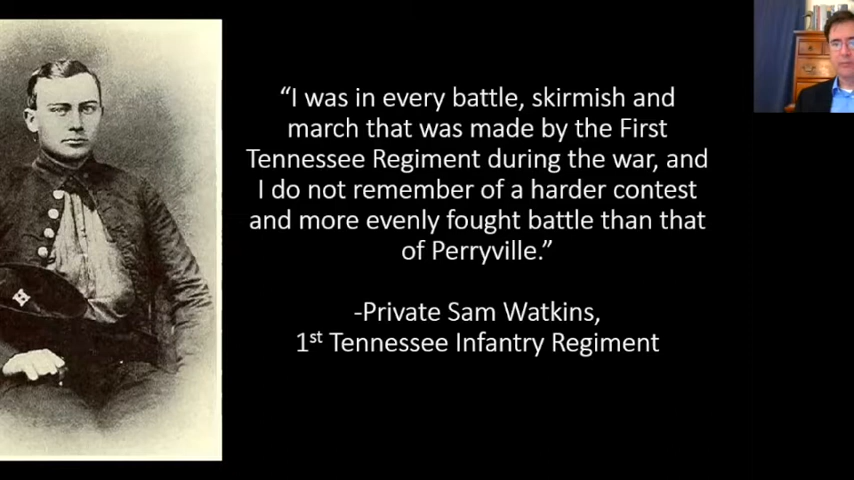 “I was in every battle, skirmish and
march that was made by the First
Tennessee Regiment during the war, and
I do not remember of a harder contest
and more evenly fought battle than that
of Perryville.”
-Private Sam Watkins,
1st Tennessee Infantry Regiment
H